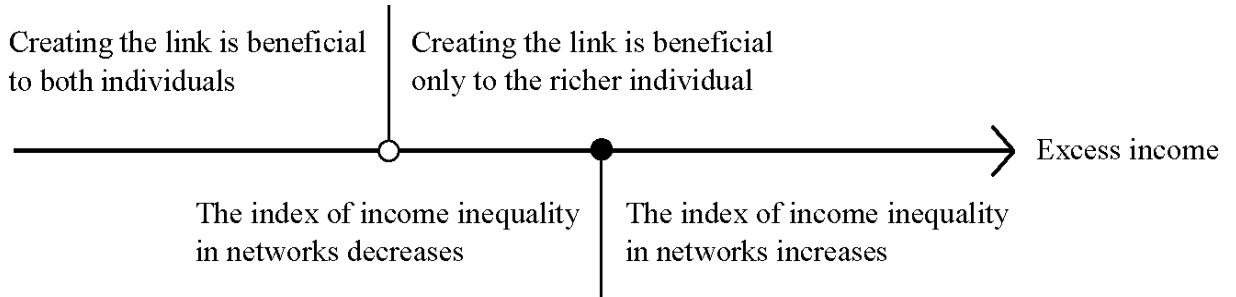 Creating the link is beneficial
to both individuals
Creating the link is beneficial
only to the richer individual
Excess income
The index of income inequality
in networks decreases
The index of income inequality
in networks increases